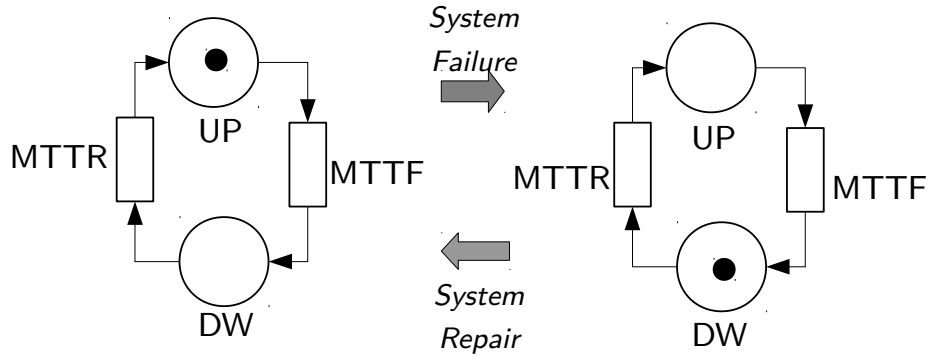 System
Failure
UP
MTTR
MTTF
DW
UP
MTTR
MTTF
DW
System
Repair